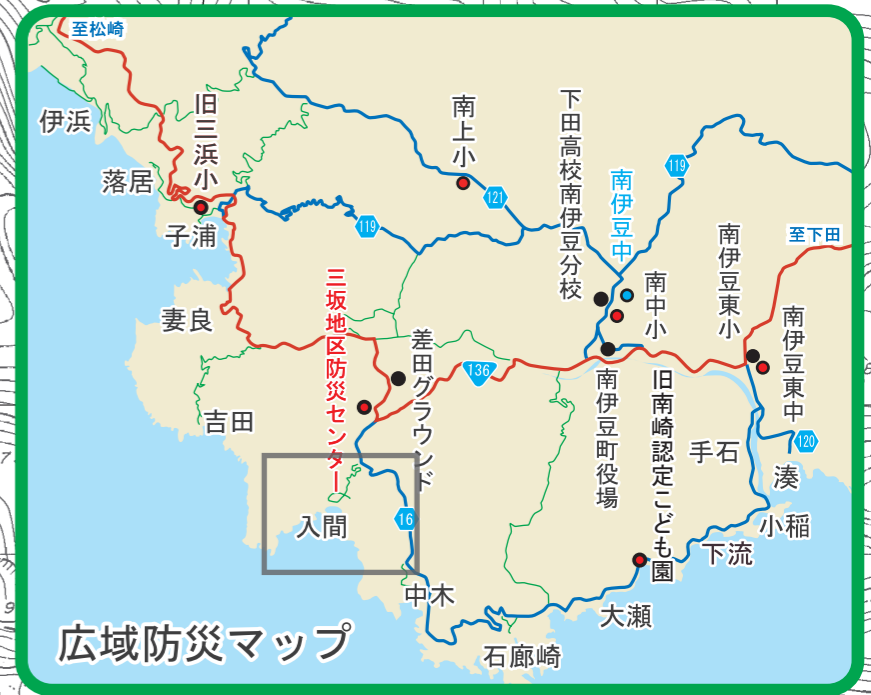 至松崎
伊浜
旧三浜小
落居
子浦
南上小
121
119
下田高校南伊豆分校
南伊豆中
119
南伊豆東小
至下田
南中小
南伊豆東中
妻良
三坂地区防災センター
差田グラウンド
136
吉田
南伊豆町役場
旧南崎認定こども園
手石
120
湊
入間
16
小稲
下流
中木
大瀬
石廊崎
広域防災マップ